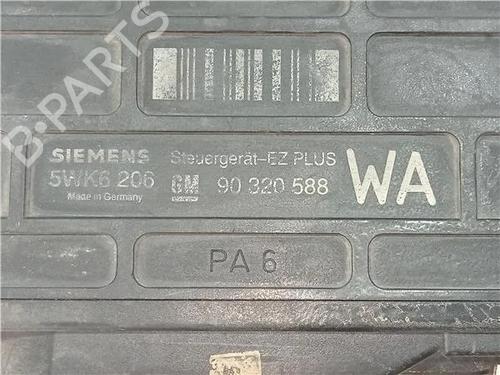 B-PARTS
SIEMENS Steuergerät-EZ PLUS WA
5WK6 206 GM 90 320 588
Made in Germany
PA 6